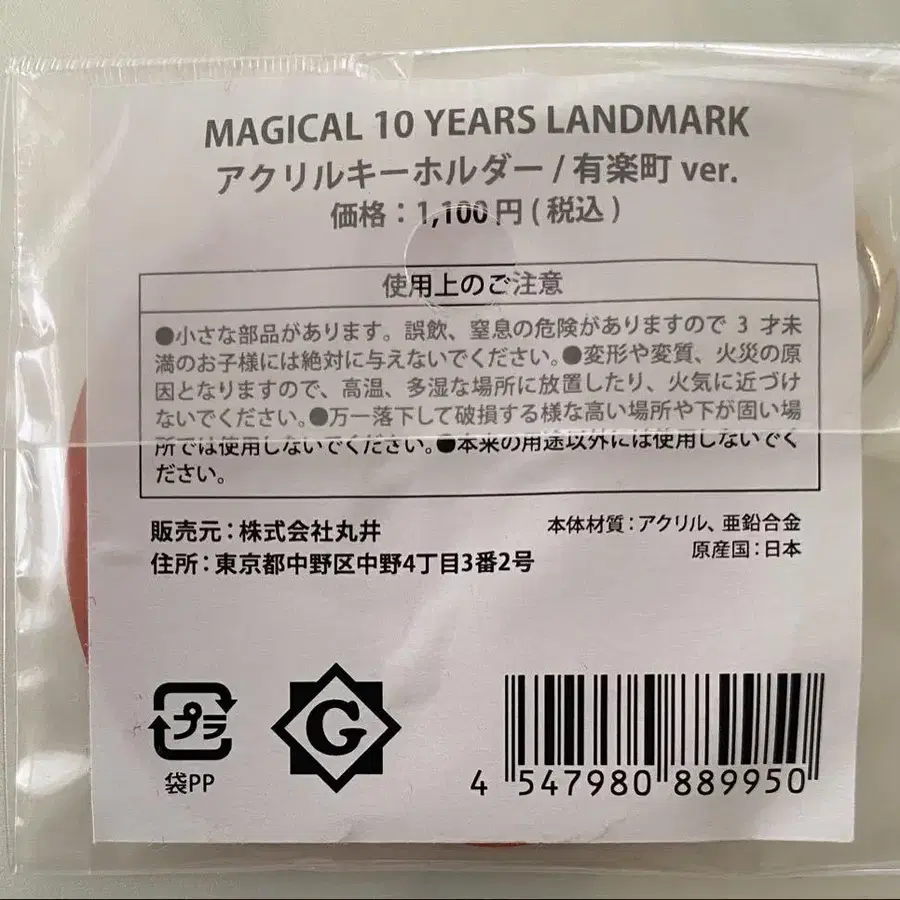 MAGICAL 10 YEARS LANDMARK
アクリルキーホルダー / 有楽町 ver.
価格：1,100 円 ( 税込 )
使用上のご注意
●小さな部品があります。誤飲、窒息の危険がありますので 3 才未
満のお子様には絶対に与えないでください。●変形や変質、火災の原
因となりますので、高温、多湿な場所に放置したり、火気に近づけ
ないでください。●万一落下して破損する様な高い場所や下が固い場
所では使用しないでください。●本来の用途以外には使用しないでく
ださい。
販売元：株式会社丸井
住所：東京都中野区中野4丁目3番2号
本体材質：アクリル、亜鉛合金
原産国：日本
プラ
袋PP
G
4 547980 889950